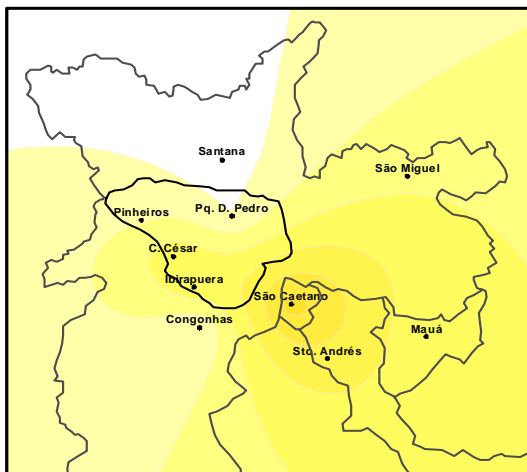 Santana
São Miguel
Pinheiros
Pq. D. Pedro
C. César
Ibirapuera
São Caetano
Congonhas
Mauá
Sto. Andrés